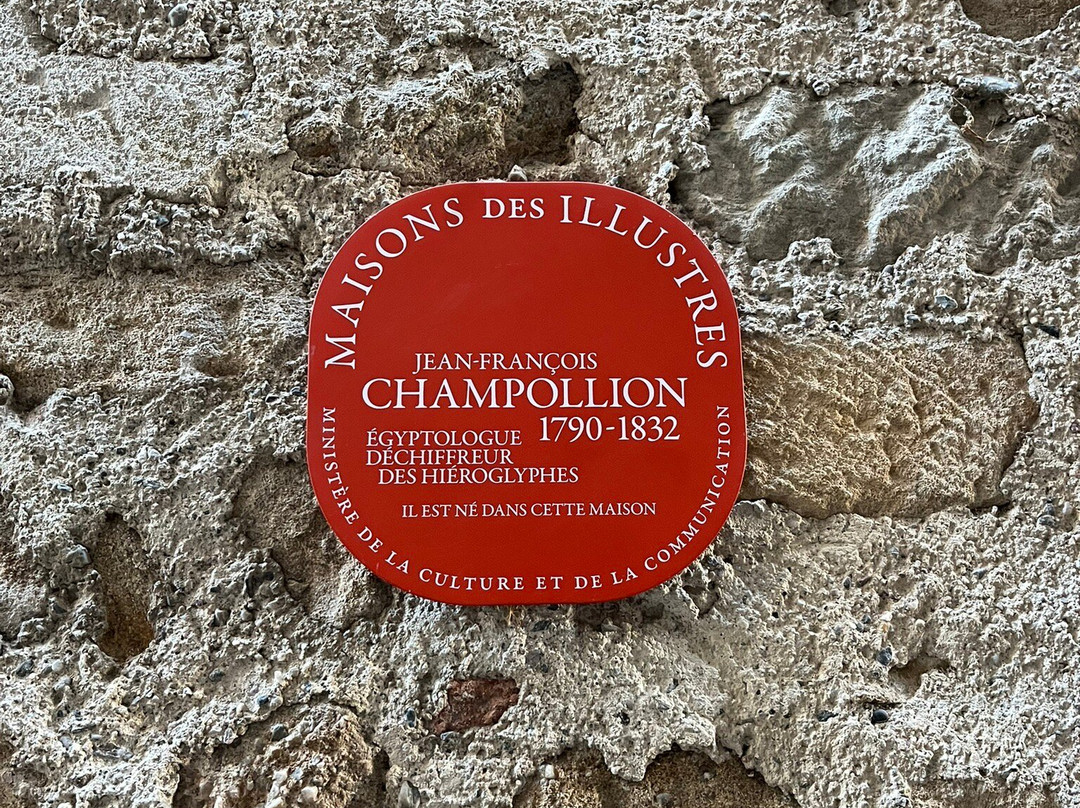 MAISONS DES ILLUSTRES
JEAN-FRANÇOIS
CHAMPOLLION
1790-1832
ÉGYPTOLOGUE
DÉCHIFFREUR
DES HIÉROGLYPHES
IL EST NÉ DANS CETTE MAISON
MINISTÈRE DE LA CULTURE ET DE LA COMMUNICATION